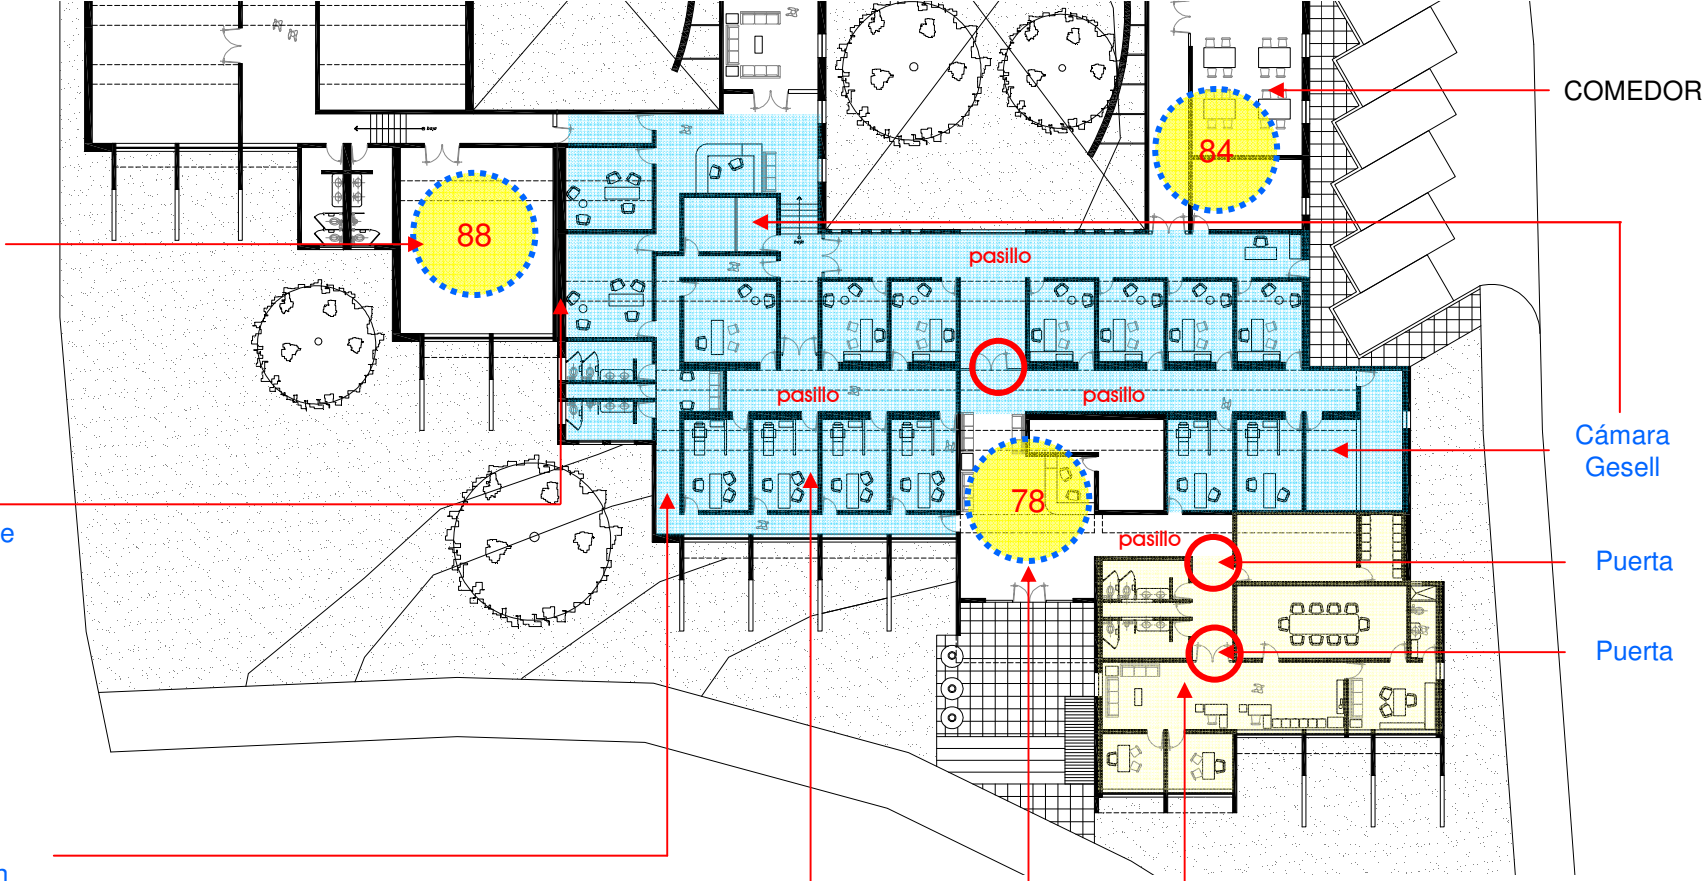 COMEDOR
84
88
pasillo
pasillo
pasillo
Cámara
Gesell
78
e
pasillo
Puerta
Puerta
n